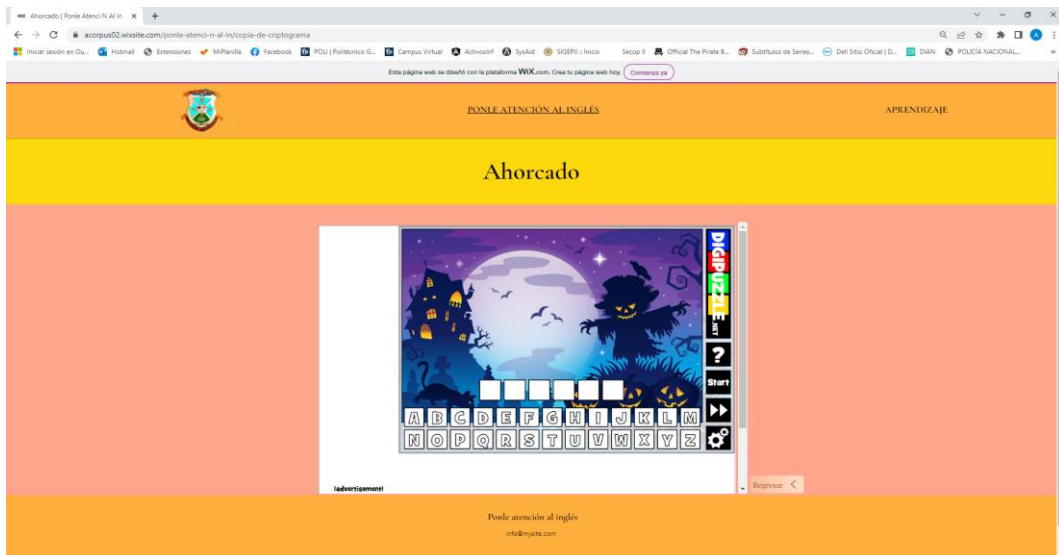 Ahorcado | Ponle Atenci N Al In
acorpus02.wixsite.com/ponle-atenci-n-al-in/copia-de-criptograma
Iniciar sesión en Ou... Hotmail Extensiones MiPlanilla Facebook POLI | Politécnico G... Campus Virtual ActivosInf SysAid SIGEPII :: Inicio Secop II Official The Pirate B... Subtítulos de Series... Dell Sitio Oficial | D... DIAN POLICÍA NACIONAL...
Esta página web se diseñó con la plataforma WiX.com. Crea tu página web hoy. Comienza ya
PONLE ATENCIÓN AL INGLÉS APRENDIZAJE
Ahorcado
DIGIPUZZLE.NET
?
Start
A B C D E F G H I J K L M
N O P Q R S T U V W X Y Z
[advertisement]
Regresar
Ponle atención al inglés
info@mysite.com